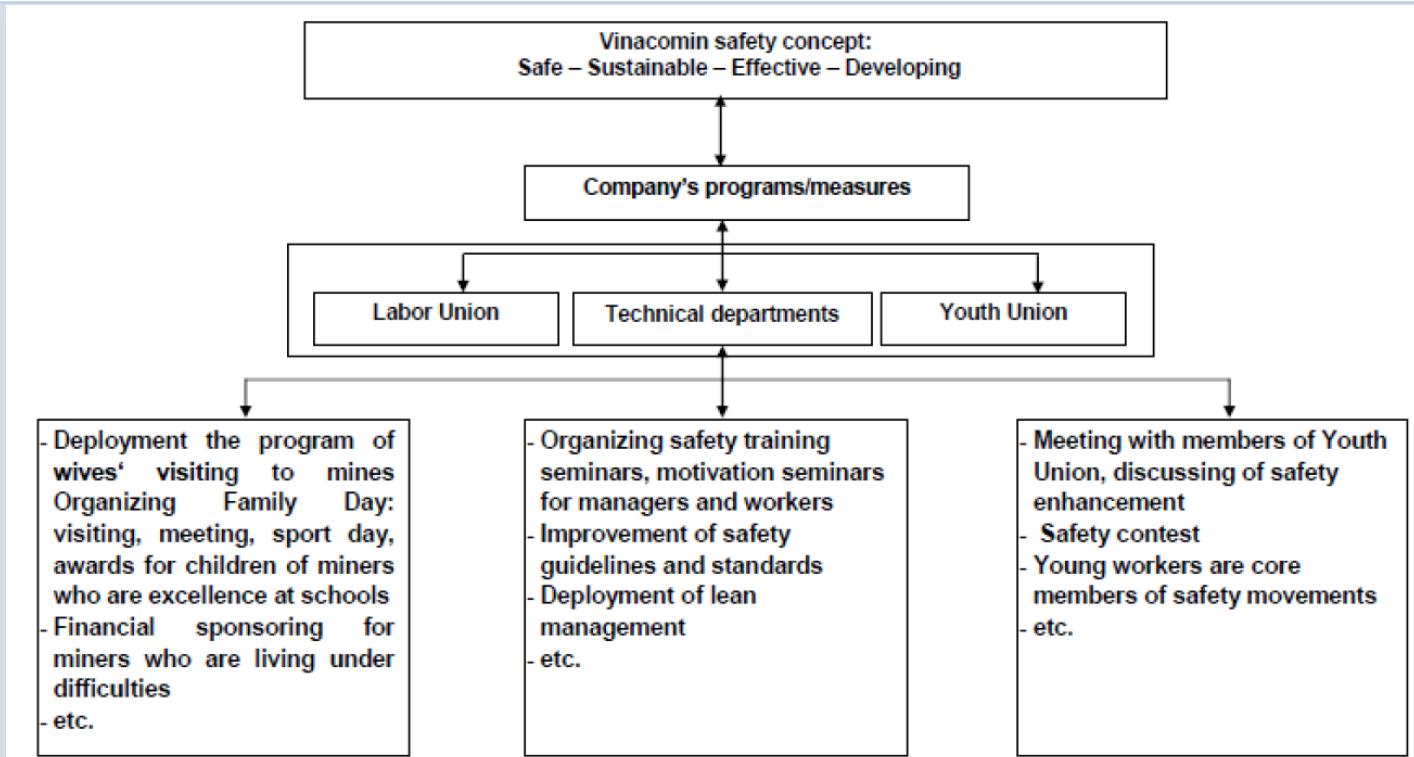 Vinacomin safety concept:
Safe – Sustainable – Effective – Developing
Company's programs/measures
Labor Union
Technical departments
Youth Union
- Deployment the program of
wives‘ visiting to mines
Organizing Family Day:
visiting, meeting, sport day,
awards for children of miners
who are excellence at schools
- Financial sponsoring for
miners who are living under
difficulties
- etc.
- Organizing safety training
seminars, motivation seminars
for managers and workers
- Improvement of safety
guidelines and standards
- Deployment of lean
management
- etc.
- Meeting with members of Youth
Union, discussing of safety
enhancement
- Safety contest
- Young workers are core
members of safety movements
- etc.